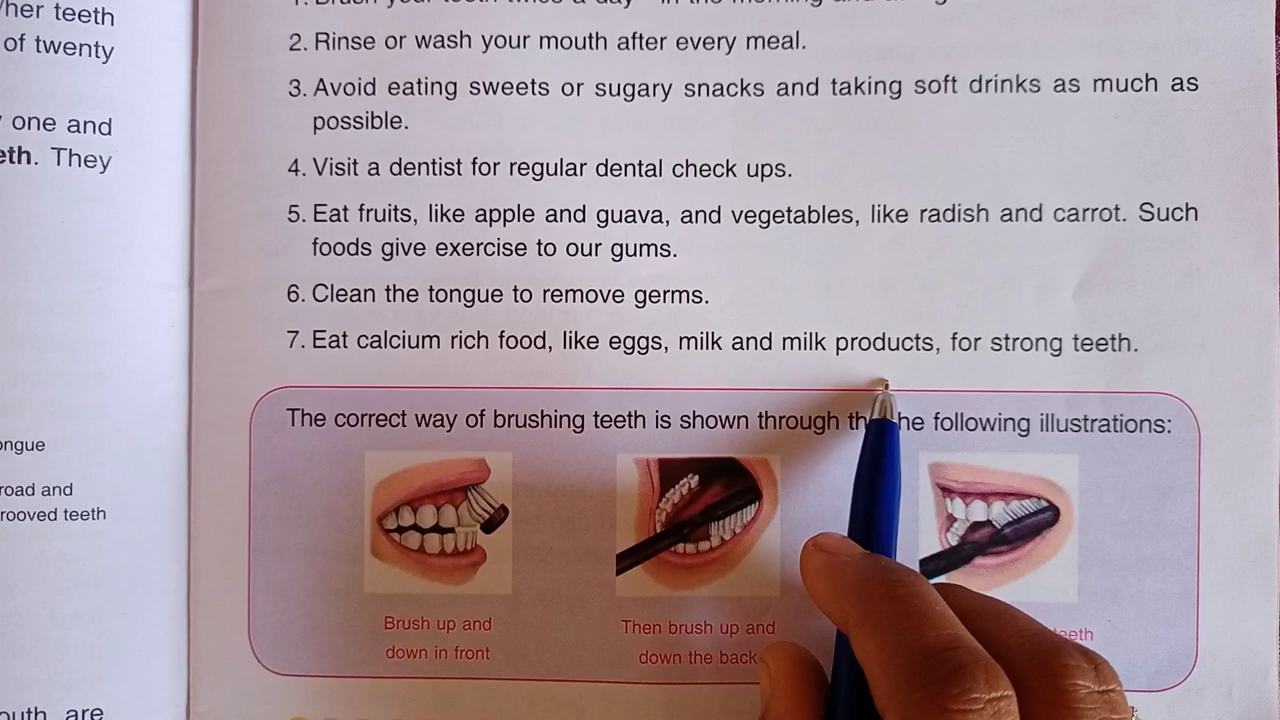 her teeth
of twenty
one and
eth. They
ongue
road and
rooved teeth
outh are
2. Rinse or wash your mouth after every meal.
3. Avoid eating sweets or sugary snacks and taking soft drinks as much as
possible.
4. Visit a dentist for regular dental check ups.
5. Eat fruits, like apple and guava, and vegetables, like radish and carrot. Such
foods give exercise to our gums.
6. Clean the tongue to remove germs.
7. Eat calcium rich food, like eggs, milk and milk products, for strong teeth.
The correct way of brushing teeth is shown through th he following illustrations:
Brush up and
down in front
Then brush up and
down the back
teeth